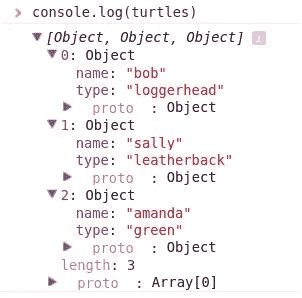 > console.log(turtles)
▼ [Object, Object, Object] i
▼ 0: Object
name: "bob"
type: "loggerhead"
▶ proto : Object
▼ 1: Object
name: "sally"
type: "leatherback"
▶ proto : Object
▼ 2: Object
name: "amanda"
type: "green"
▶ proto : Object
length: 3
▶ proto : Array[0]